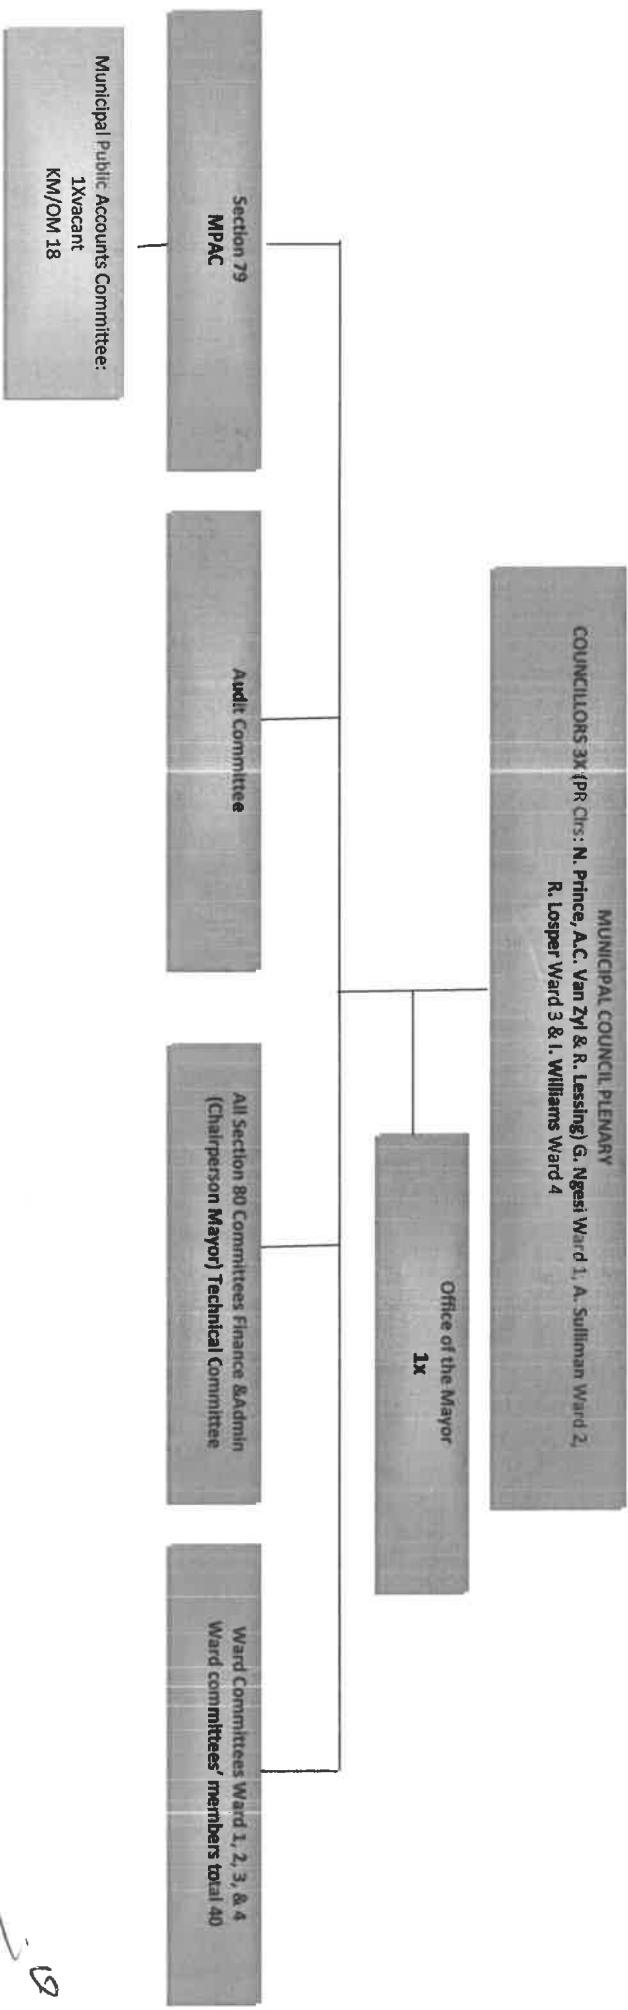 MUNICIPAL COUNCIL PLENARY
COUNCILLORS 3X (PR Clrs: N. Prince, A.C. Van Zyl & R. Lessing) G. Ngesi Ward 1, A. Sulliman Ward 2,
R. Losper Ward 3 & I. Williams Ward 4
Office of the Mayor
1x
Section 79
MPAC
Audit Committee
All Section 80 Committees Finance &Admin
(Chairperson Mayor) Technical Committee
Ward Committees Ward 1, 2, 3, & 4
Ward committees' members total 40
Municipal Public Accounts Committee:
1Xvacant
KM/OM 18